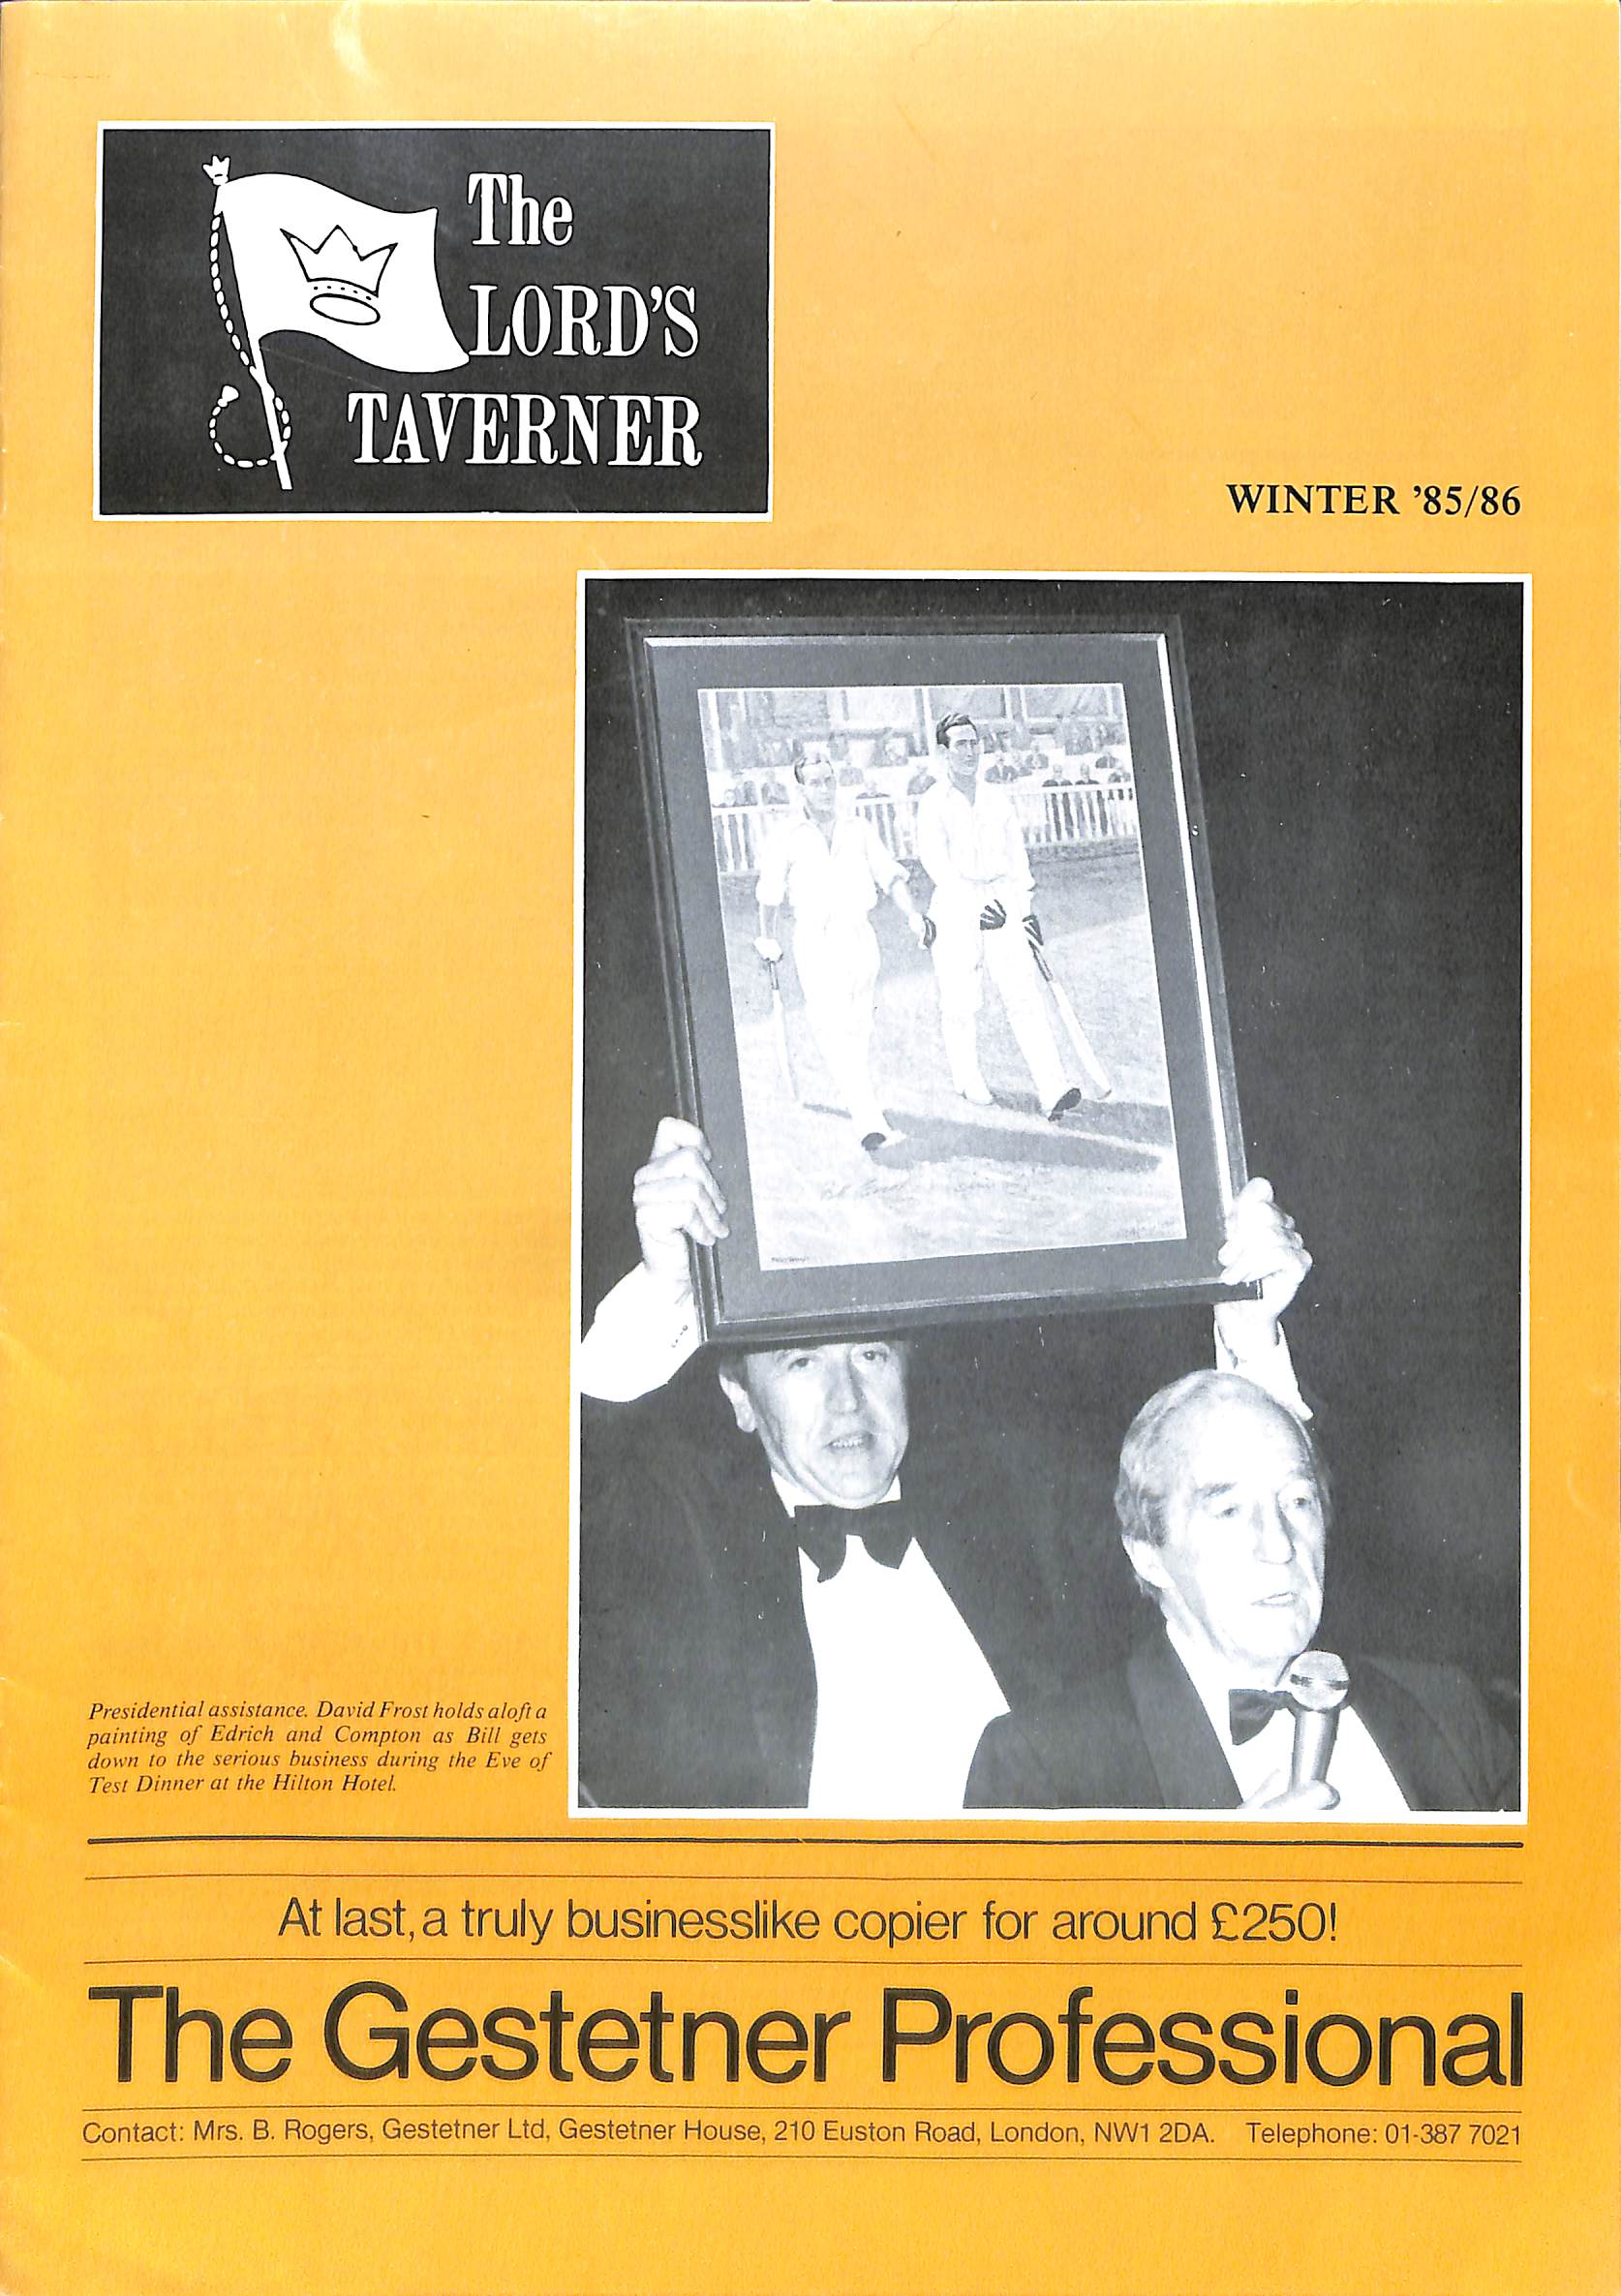 The
LORD'S
TAVERNER
WINTER '85/86
Presidential assistance. David Frost holds aloft a
painting of Edrich and Compton as Bill gets
down to the serious business during the Eve of
Test Dinner at the Hilton Hotel.
At last, a truly businesslike copier for around £250!
The Gestetner Professional
Contact: Mrs. B. Rogers, Gestetner Ltd, Gestetner House, 210 Euston Road, London, NW1 2DA. Telephone: 01-387 7021